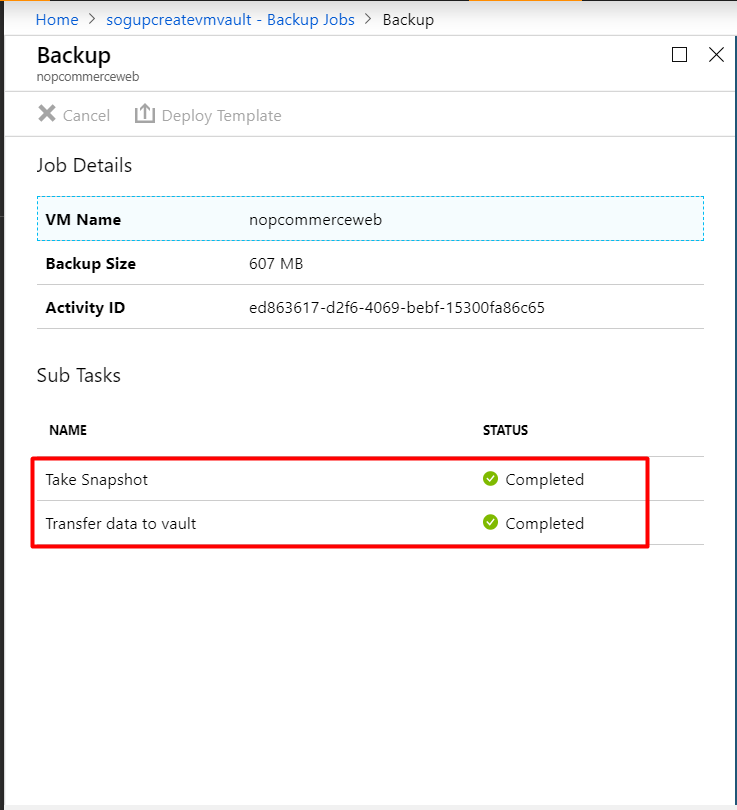 Home > sogupcreatevmvault - Backup Jobs > Backup
Backup
nopcommerceweb
Cancel Deploy Template
Job Details
VM Name nopcommerceweb
Backup Size 607 MB
Activity ID ed863617-d2f6-4069-bebf-15300fa86c65
Sub Tasks
NAME STATUS
Take Snapshot Completed
Transfer data to vault Completed